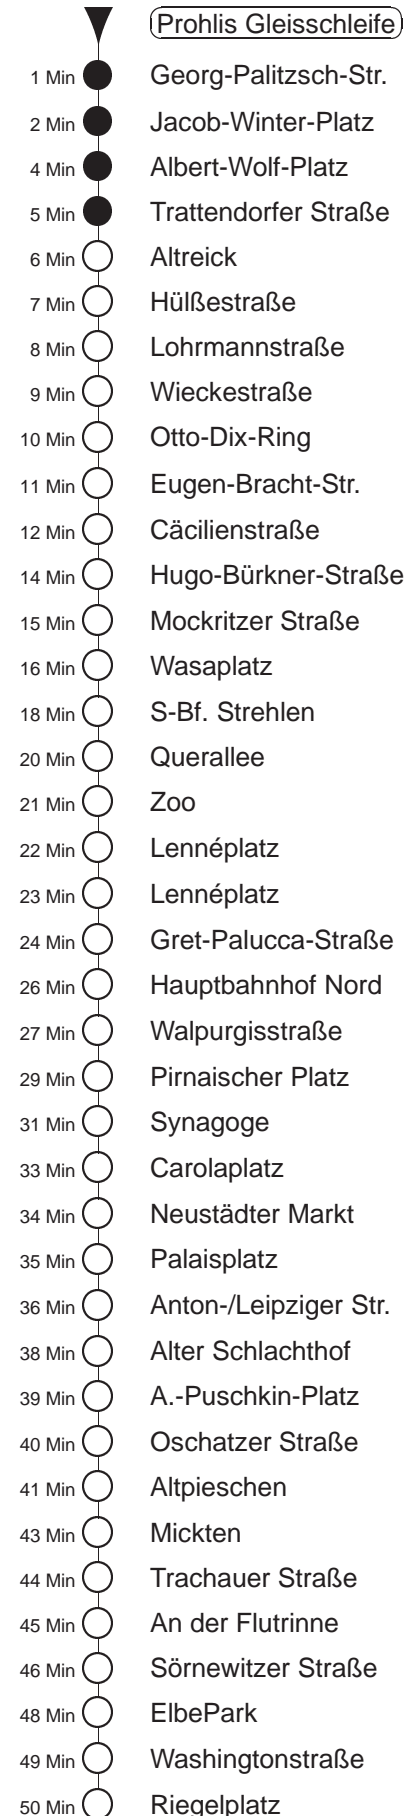 Prohlis Gleisschleife
1 Min Georg-Palitzsch-Str.
2 Min Jacob-Winter-Platz
4 Min Albert-Wolf-Platz
5 Min Trattendorfer Straße
6 Min Altreick
7 Min Hülßestraße
8 Min Lohrmannstraße
9 Min Wieckestraße
10 Min Otto-Dix-Ring
11 Min Eugen-Bracht-Str.
12 Min Cäcilienstraße
14 Min Hugo-Bürkner-Straße
15 Min Mockritzer Straße
16 Min Wasaplatz
18 Min S-Bf. Strehlen
20 Min Querallee
21 Min Zoo
22 Min Lennéplatz
23 Min Lennéplatz
24 Min Gret-Palucca-Straße
26 Min Hauptbahnhof Nord
27 Min Walpurgisstraße
29 Min Pirnaischer Platz
31 Min Synagoge
33 Min Carolaplatz
34 Min Neustädter Markt
35 Min Palaisplatz
36 Min Anton-/Leipziger Str.
38 Min Alter Schlachthof
39 Min A.-Puschkin-Platz
40 Min Oschatzer Straße
41 Min Altpieschen
43 Min Mickten
44 Min Trachauer Straße
45 Min An der Flutrinne
46 Min Sörnewitzer Straße
48 Min ElbePark
49 Min Washingtonstraße
50 Min Riegelplatz